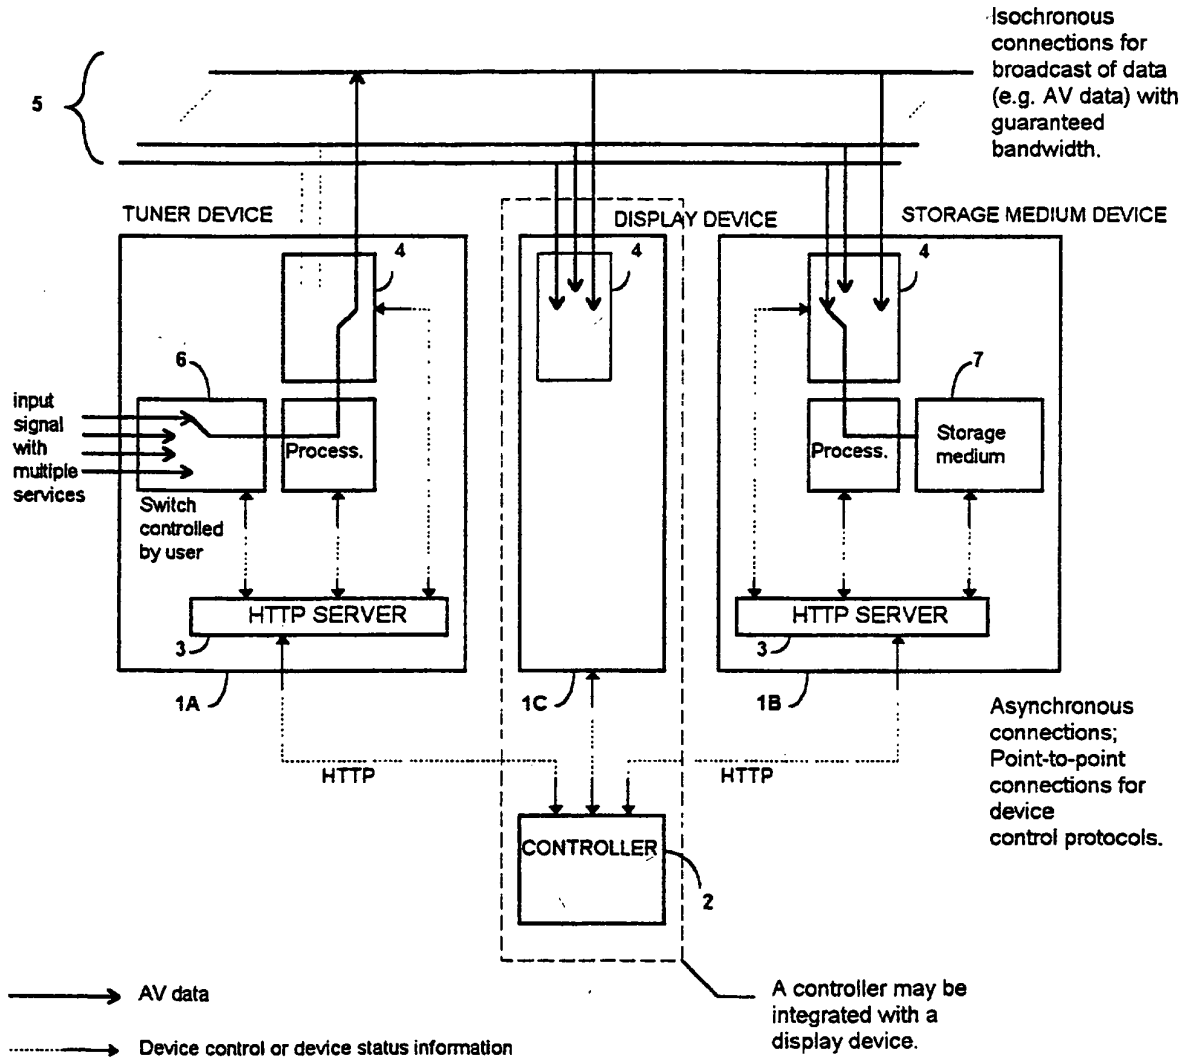 Isochronous
connections for
broadcast of data
(e.g. AV data) with
guaranteed
bandwidth.
5
TUNER DEVICE
DISPLAY DEVICE
STORAGE MEDIUM DEVICE
4
4
4
6
7
input
signal
with
multiple
services
Process.
Process.
Storage
medium
Switch
controlled
by user
HTTP SERVER
HTTP SERVER
3
3
1A
1C
1B
Asynchronous
connections;
Point-to-point
connections for
device
control protocols.
HTTP
HTTP
CONTROLLER
2
AV data
A controller may be
integrated with a
display device.
Device control or device status information